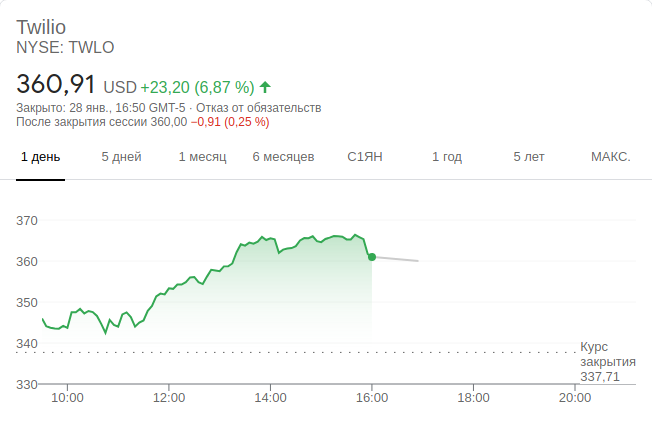 Twilio
NYSE: TWLO
360,91 USD +23,20 (6,87 %)
Закрыто: 28 янв., 16:50 GMT-5 · Отказ от обязательств
После закрытия сессии 360,00 −0,91 (0,25 %)
1 день 5 дней 1 месяц 6 месяцев С1ЯН 1 год 5 лет МАКС.
370
360
350
340
330
Курс
закрытия
337,71
10:00 12:00 14:00 16:00 18:00 20:00